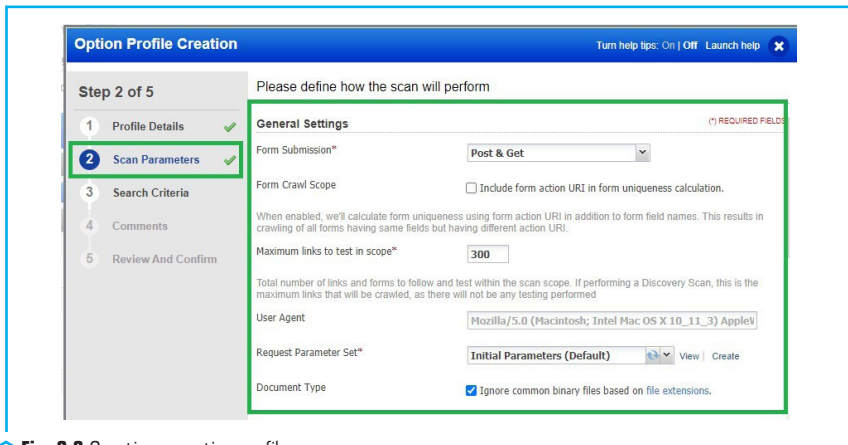 Option Profile Creation
Turn help tips: On | Off Launch help
Step 2 of 5
1 Profile Details
2 Scan Parameters
3 Search Criteria
4 Comments
5 Review And Confirm
Please define how the scan will perform
General Settings
(*) REQUIRED FIELDS
Form Submission*
Post & Get
Form Crawl Scope
Include form action URI in form uniqueness calculation.
When enabled, we'll calculate form uniqueness using form action URI in addition to form field names. This results in
crawling of all forms having same fields but having different action URI.
Maximum links to test in scope*
300
Total number of links and forms to follow and test within the scan scope. If performing a Discovery Scan, this is the
maximum links that will be crawled, as there will not be any testing performed
User Agent
Mozilla/5.0 (Macintosh; Intel Mac OS X 10_11_3) AppleW
Request Parameter Set*
Initial Parameters (Default)
View | Create
Document Type
Ignore common binary files based on file extensions.